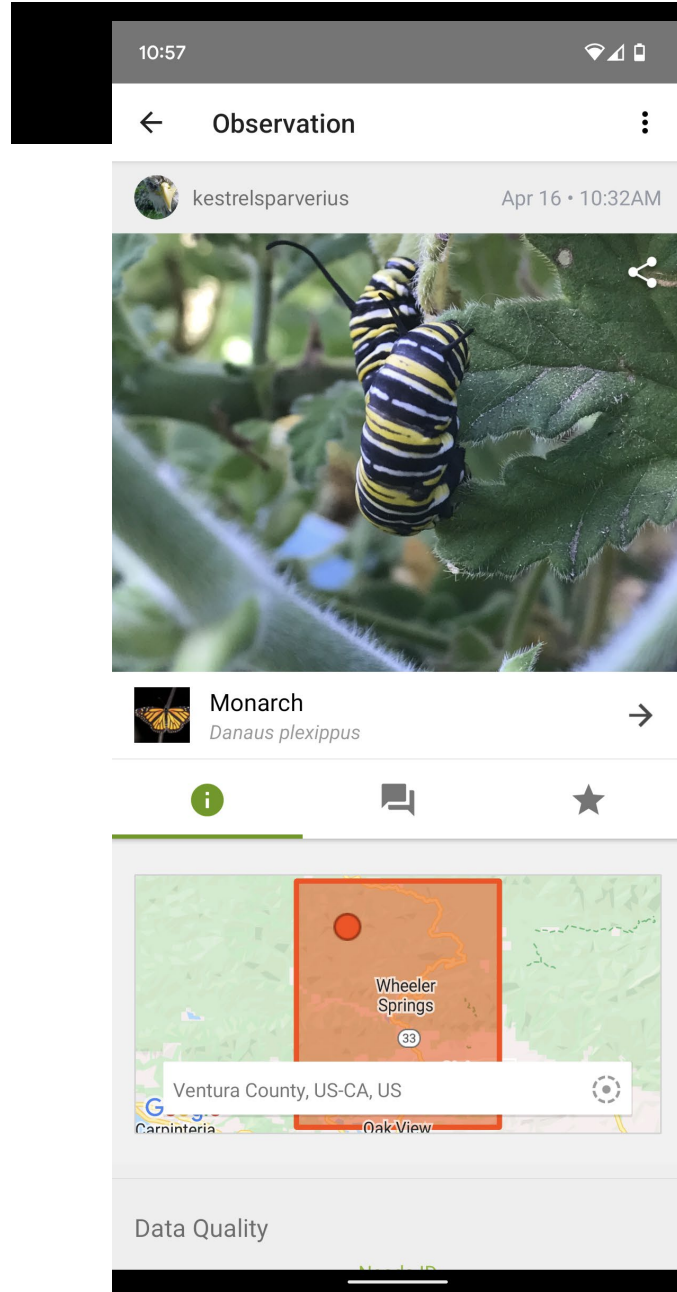 10:57
Observation
kestrelsparverius
Apr 16 • 10:32AM
Monarch
Danaus plexippus
Wheeler
Springs
33
Ventura County, US-CA, US
Carpinteria
Oak View
Data Quality